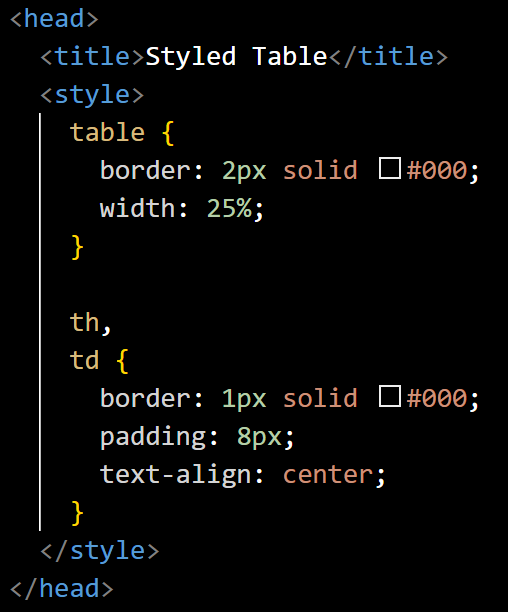 <head>
  <title>Styled Table</title>
  <style>
    table {
      border: 2px solid #000;
      width: 25%;
    }

    th,
    td {
      border: 1px solid #000;
      padding: 8px;
      text-align: center;
    }
  </style>
</head>